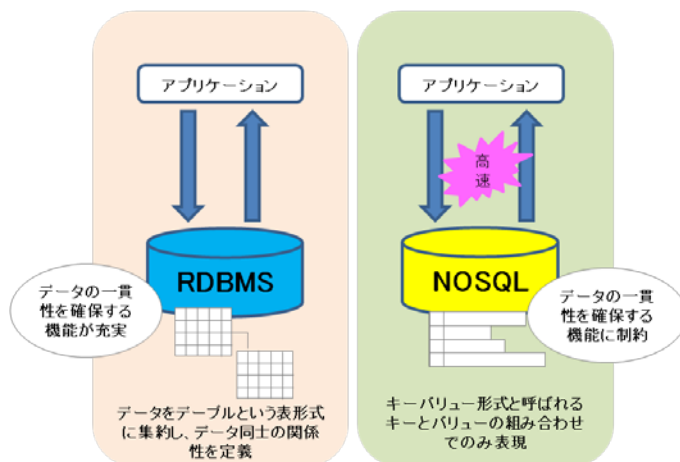 アプリケーション
RDBMS
データの一貫
性を確保する
機能が充実
データをテーブルという表形式
に集約し、データ同士の関係
性を定義
アプリケーション
高
速
NOSQL
データの一貫
性を確保する
機能に制約
キーバリュー形式と呼ばれる
キーとバリューの組み合わせ
でのみ表現